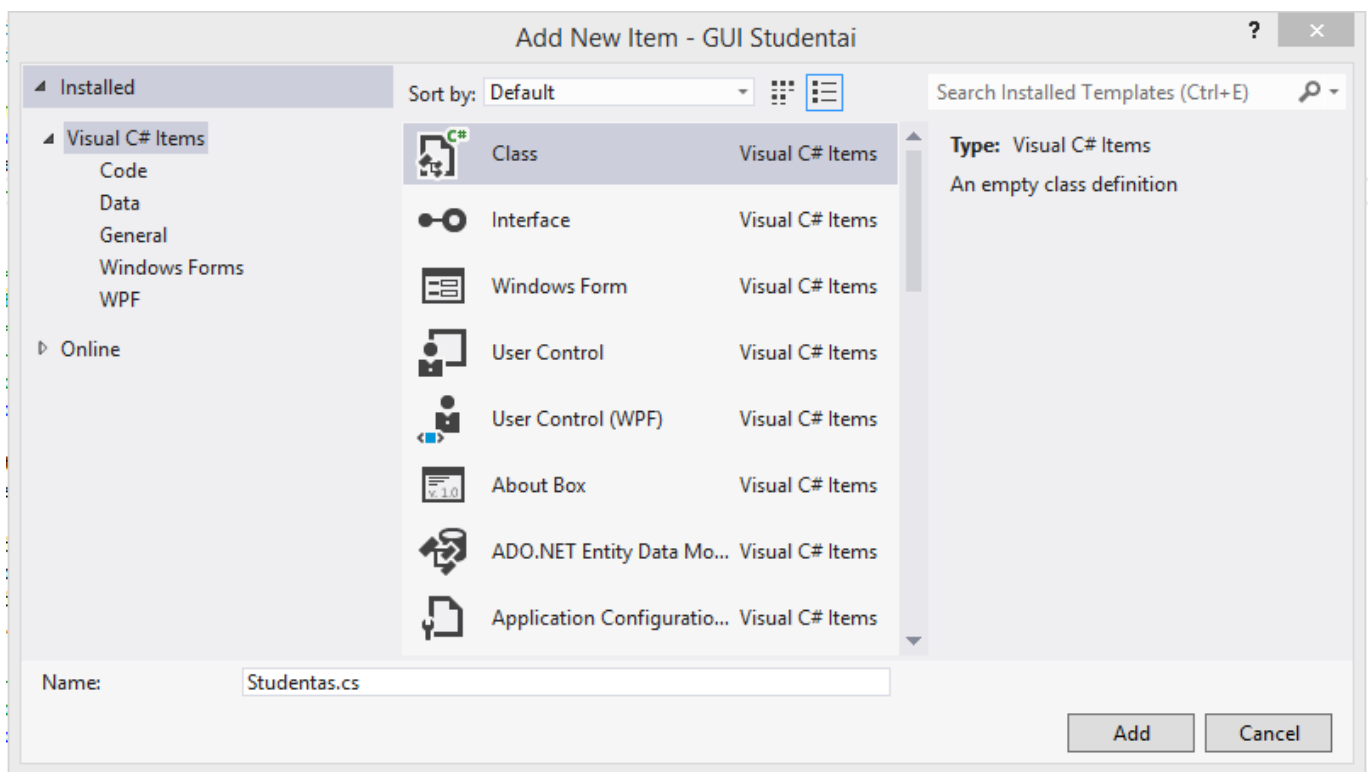 Add New Item - GUI Studentai
?
Installed
Sort by: Default
Search Installed Templates (Ctrl+E)
Visual C# Items
Code
Data
General
Windows Forms
WPF
Online
C#
Class Visual C# Items
Interface Visual C# Items
Windows Form Visual C# Items
User Control Visual C# Items
User Control (WPF) Visual C# Items
v. 1.0
About Box Visual C# Items
ADO.NET Entity Data Mo... Visual C# Items
Application Configuratio... Visual C# Items
Type: Visual C# Items
An empty class definition
Name: Studentas.cs
Add Cancel